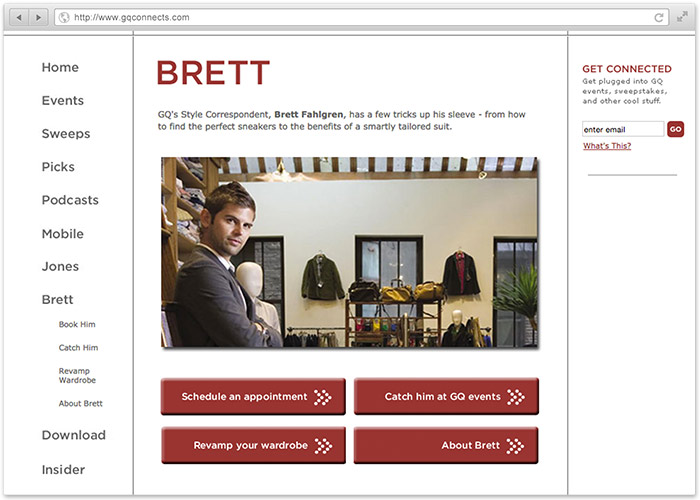 http://www.gqconnects.com
Home
Events
Sweeps
Picks
Podcasts
Mobile
Jones
Brett
Book Him
Catch Him
Revamp
Wardrobe
About Brett
Download
Insider
BRETT
GQ's Style Correspondent, Brett Fahlgren, has a few tricks up his sleeve - from how
to find the perfect sneakers to the benefits of a smartly tailored suit.
Schedule an appointment
Catch him at GQ events
Revamp your wardrobe
About Brett
GET CONNECTED
Get plugged into GQ
events, sweepstakes,
and other cool stuff.
enter email
GO
What's This?